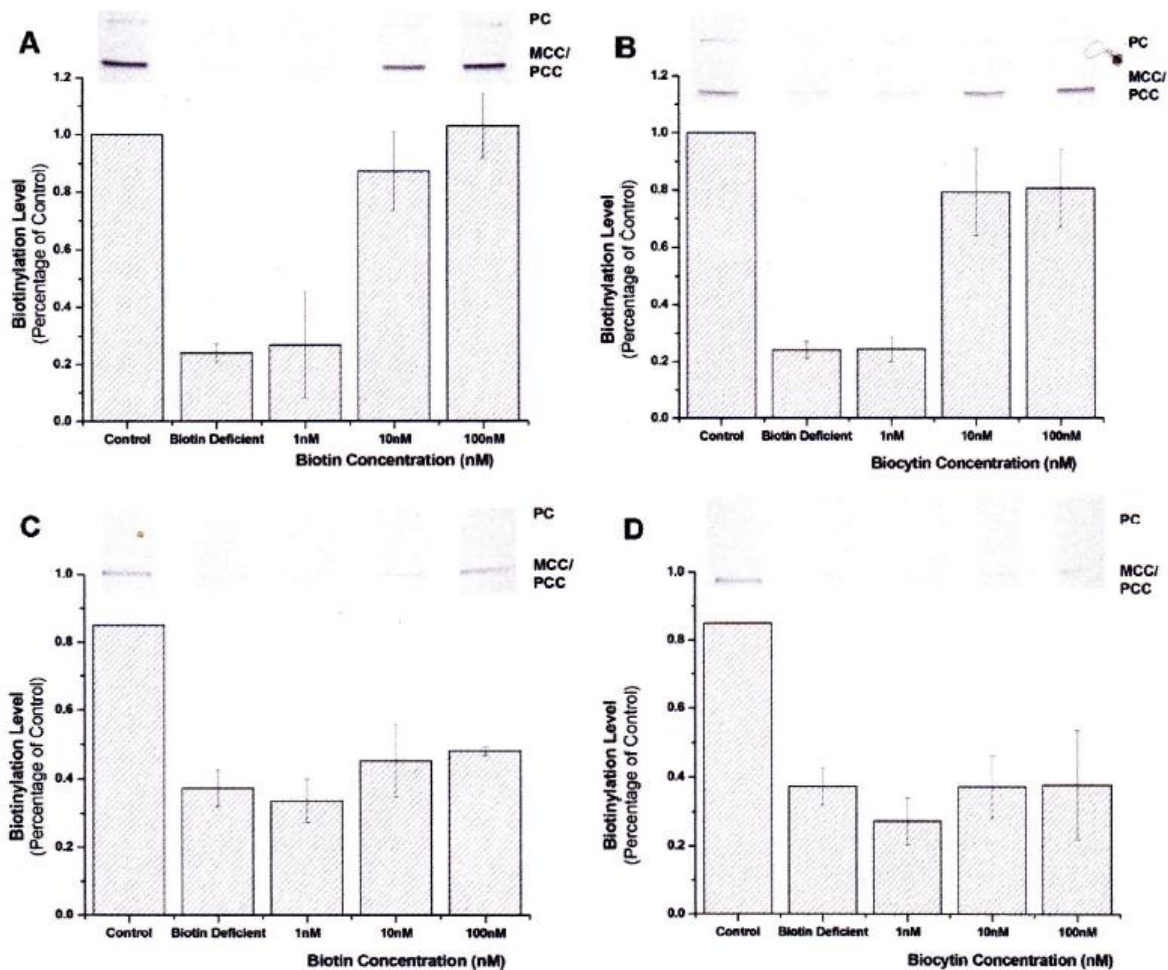 A
PC
MCC/
PCC
1.2
1.0
0.8
0.6
0.4
0.2
0.0
Biotinylation Level
(Percentage of Control)
Control
Biotin Deficient
1nM
10nM
100nM
Biotin Concentration (nM)
B
PC
MCC/
PCC
1.2
1.0
0.8
0.6
0.4
0.2
0.0
Biotinylation Level
(Percentage of Control)
Control
Biotin Deficient
1nM
10nM
100nM
Biocytin Concentration (nM)
C
PC
MCC/
PCC
1.0
0.8
0.6
0.4
0.2
0.0
Biotinylation Level
(Percentage of Control)
Control
Biotin Deficient
1nM
10nM
100nM
Biotin Concentration (nM)
D
PC
MCC/
PCC
1.0
0.8
0.6
0.4
0.2
0.0
Biotinylation Level
(Percentage of Control)
Control
Biotin Deficient
1nM
10nM
100nM
Biocytin Concentration (nM)